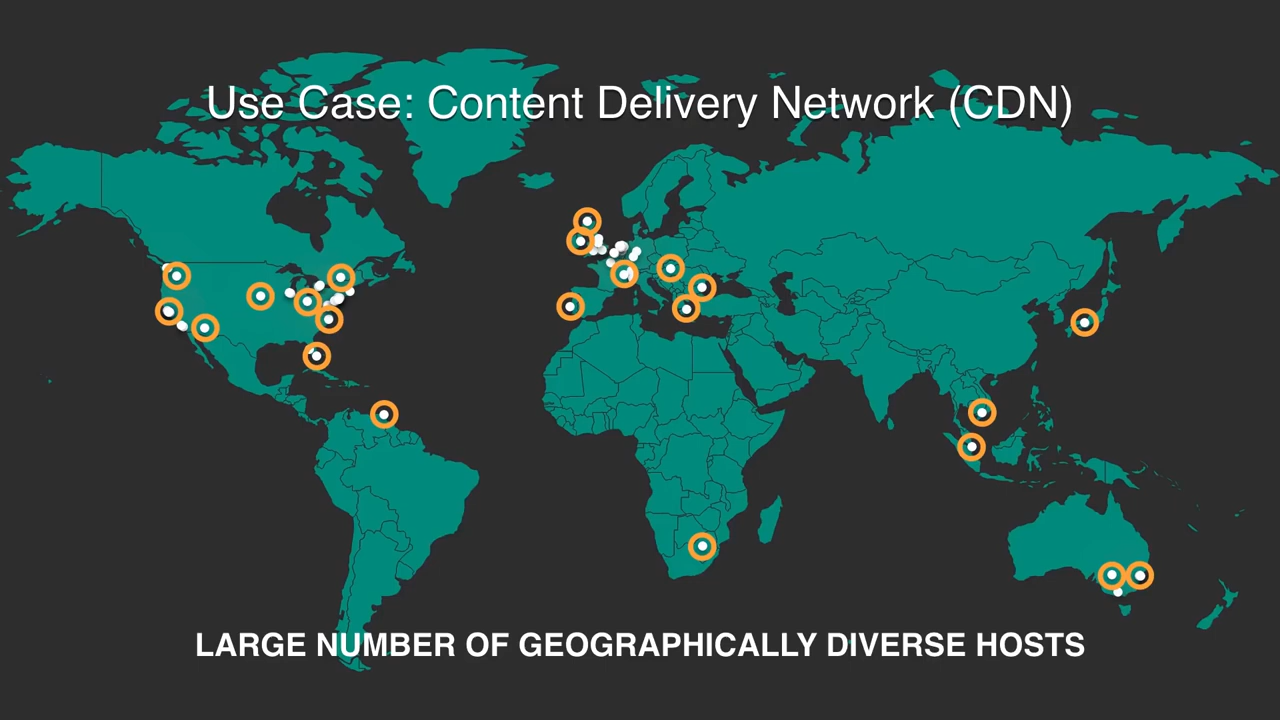 Use Case: Content Delivery Network (CDN)
LARGE NUMBER OF GEOGRAPHICALLY DIVERSE HOSTS